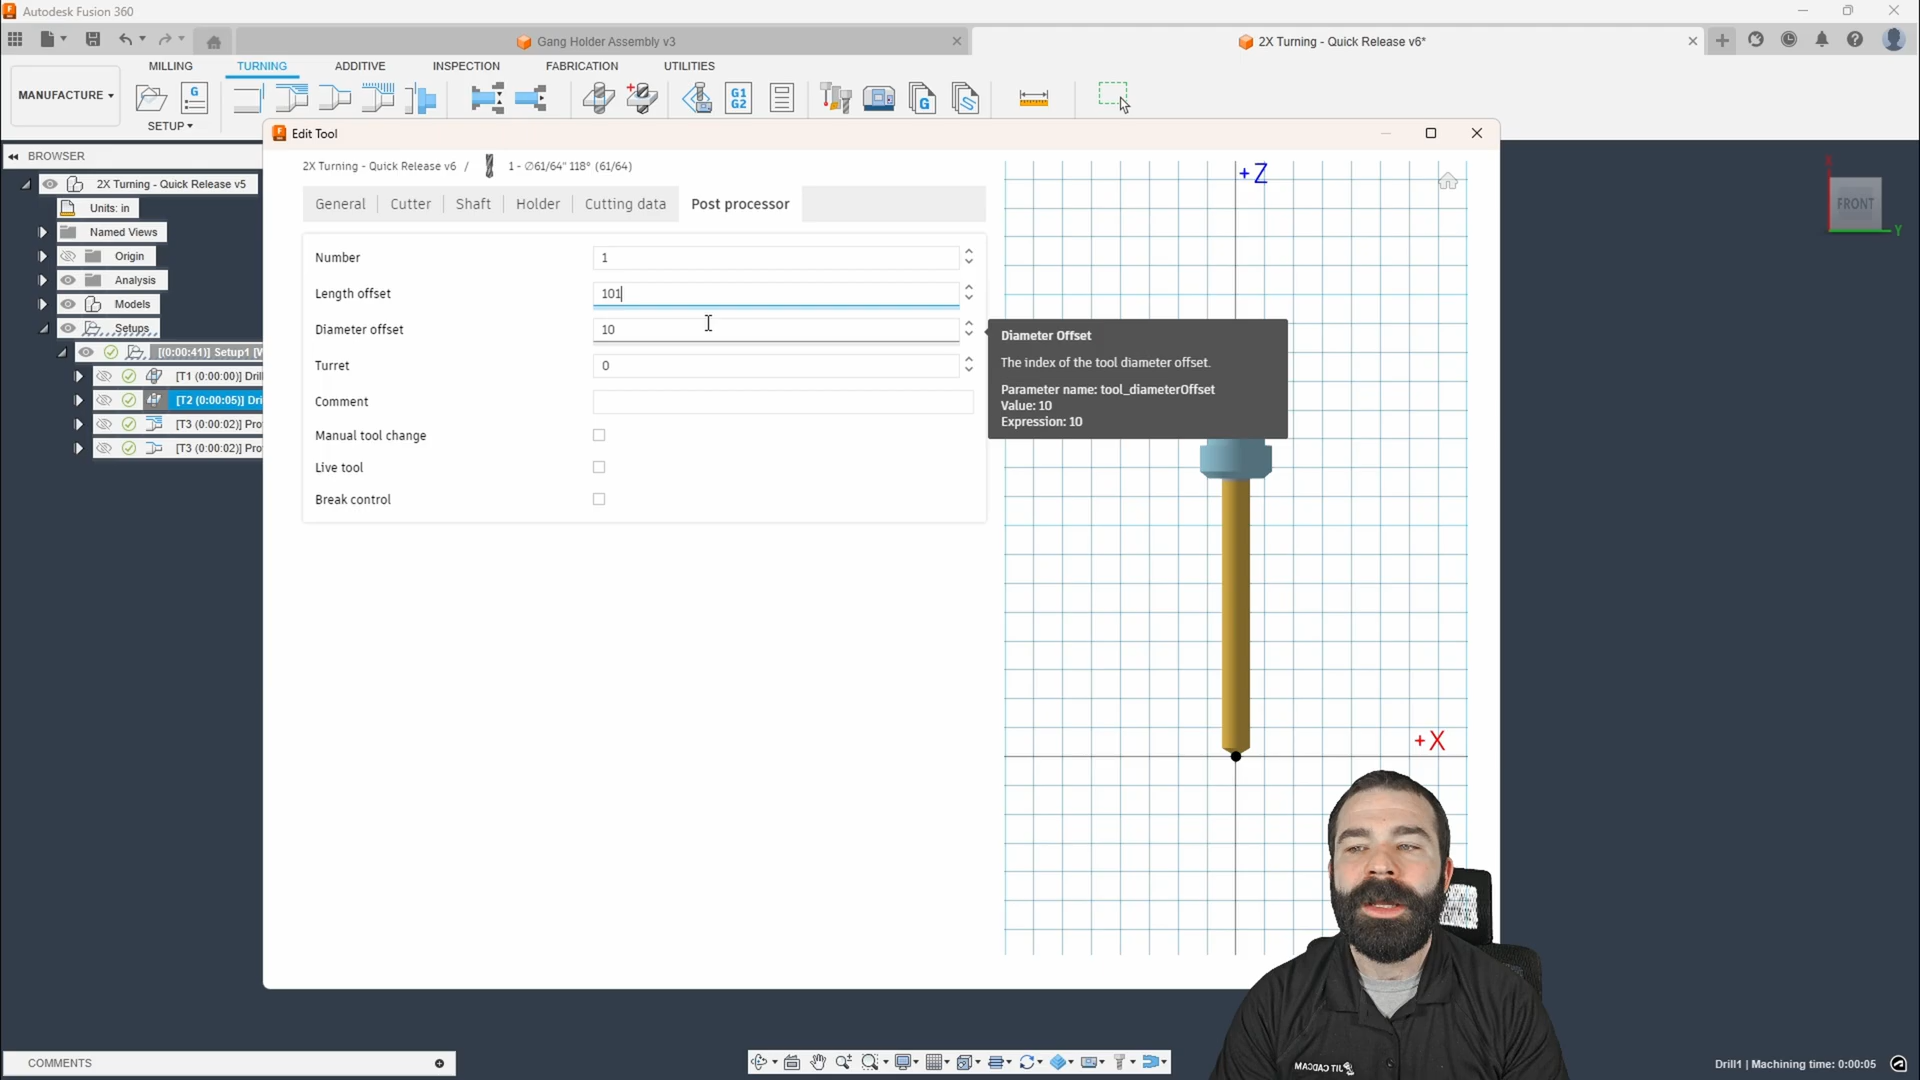 Autodesk Fusion 360
Gang Holder Assembly v3
2X Turning - Quick Release v6*
MILLING
TURNING
ADDITIVE
INSPECTION
FABRICATION
UTILITIES
MANUFACTURE
G
G1
G2
G
SETUP
Edit Tool
BROWSER
2X Turning - Quick Release v6 /
1 - ∅61/64" 118° (61/64)
2X Turning - Quick Release v5
Units: in
Named Views
Origin
Analysis
Models
Setups
[(0:00:41)] Setup1 [W
[T1 (0:00:00)] Dril
[T2 (0:00:05)] Dri
[T3 (0:00:02)] Pro
[T3 (0:00:02)] Pro
General
Cutter
Shaft
Holder
Cutting data
Post processor
Number
1
Length offset
101
Diameter offset
10
Turret
0
Comment
Manual tool change
Live tool
Break control
Diameter Offset
The index of the tool diameter offset.
Parameter name: tool_diameterOffset
Value: 10
Expression: 10
+Z
+X
FRONT
Y
COMMENTS
Drill1 | Machining time: 0:00:05